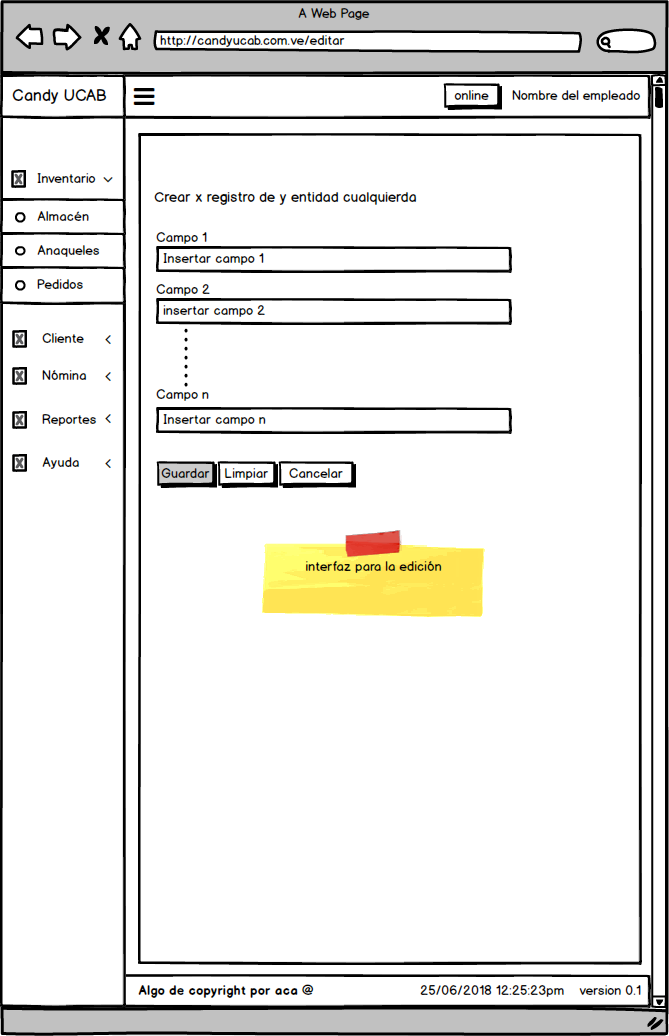 A Web Page
http://candyucab.com.ve/editar
Candy UCAB
online
Nombre del empleado
Inventario
Almacén
Anaqueles
Pedidos
Cliente
Nómina
Reportes
Ayuda
Crear x registro de y entidad cualquierda
Campo 1
Insertar campo 1
Campo 2
insertar campo 2
Campo n
Insertar campo n
Guardar Limpiar Cancelar
interfaz para la edición
Algo de copyright por aca @
25/06/2018 12:25:23pm version 0.1